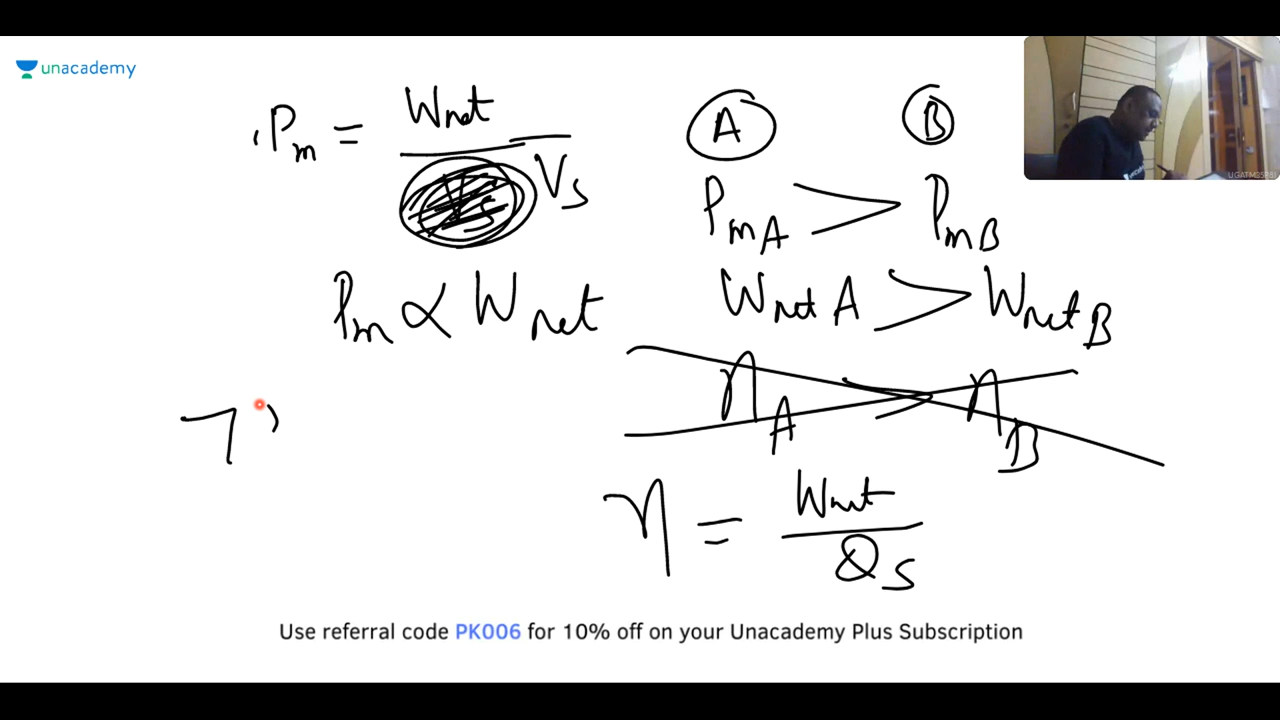 unacademy
Pm = Wnet / Vs
Pm ∝ Wnet
A B
PmA > PmB
WnetA > WnetB
ηA > ηB
η = Wnet / Qs
Use referral code PK006 for 10% off on your Unacademy Plus Subscription